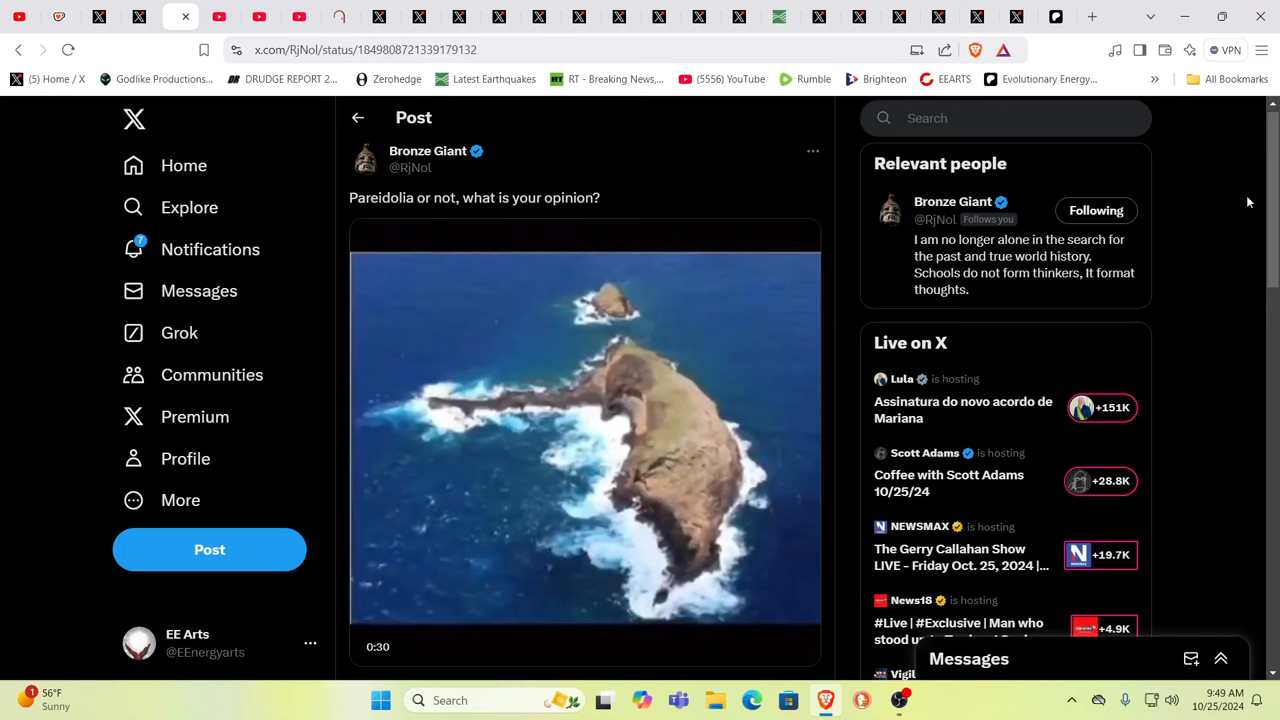 x.com/RjNol/status/1849808721339179132
VPN
(5) Home / X
Godlike Productions...
DRUDGE REPORT 2...
Zerohedge
Latest Earthquakes
RT - Breaking News,...
(5555) YouTube
Rumble
Brighteon
EEARTS
Evolutionary Energy...
»
All Bookmarks
Home
Explore
7
Notifications
Messages
Grok
Communities
Premium
Profile
More
Post
EE Arts
@EEnergyarts
Post
Bronze Giant
@RjNol
Pareidolia or not, what is your opinion?
0:30
Search
Relevant people
Bronze Giant
@RjNol Follows you
Following
I am no longer alone in the search for
the past and true world history.
Schools do not form thinkers, It format
thoughts.
Live on X
Lula is hosting
Assinatura do novo acordo de
Mariana
+151K
Scott Adams is hosting
Coffee with Scott Adams
10/25/24
+28.8K
NEWSMAX is hosting
The Gerry Callahan Show
LIVE - Friday Oct. 25, 2024 |...
+19.7K
News18 is hosting
#Live | #Exclusive | Man who
+4.9K
Messages
1
56°F
Sunny
Search
9:49 AM
10/25/2024